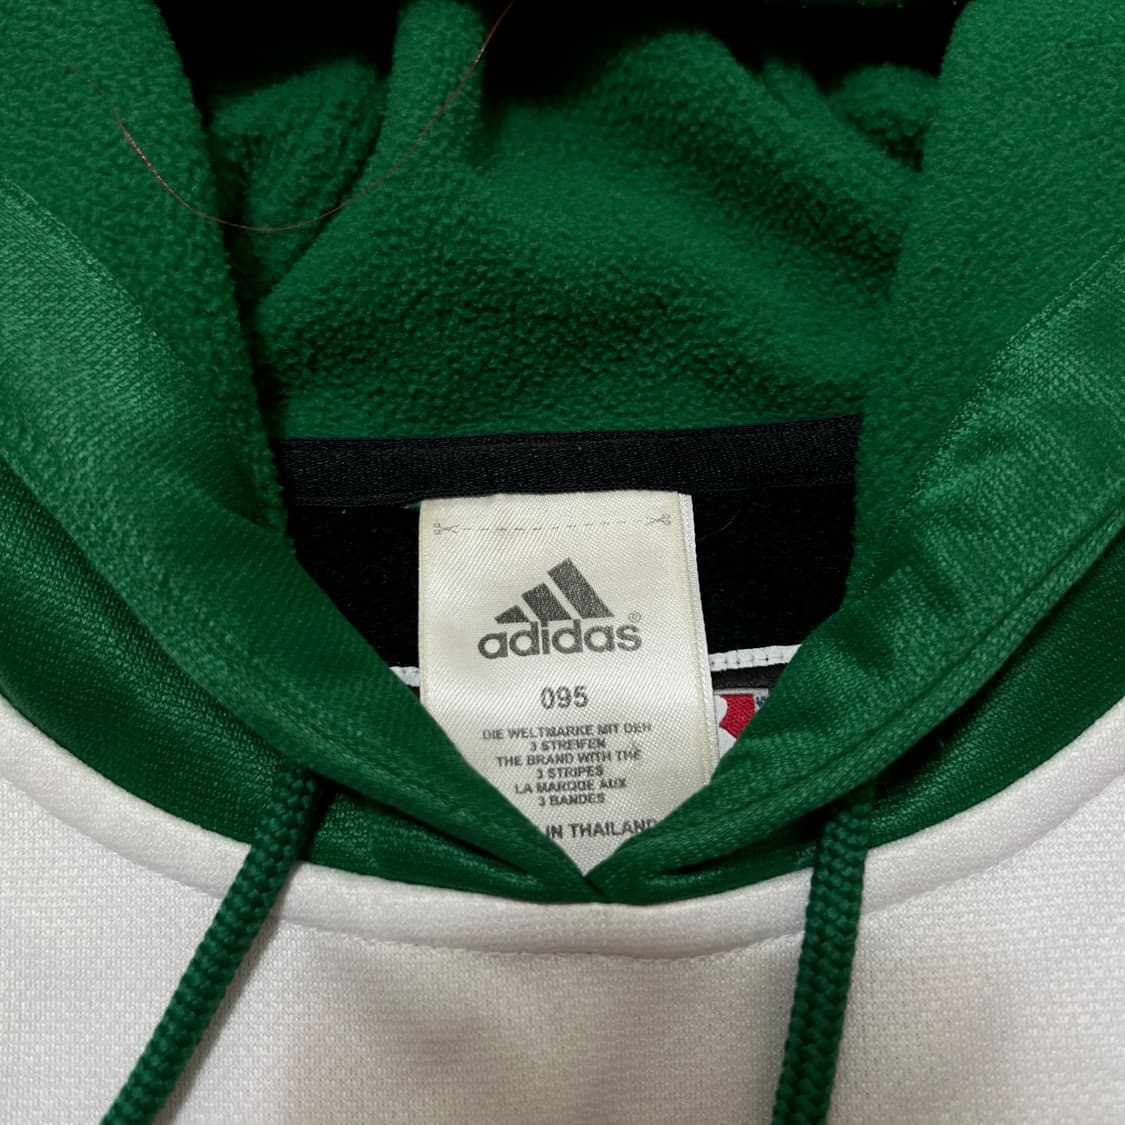 adidas®
095
DIE WELTMARKE MIT DER
3 STREIFEN
THE BRAND WITH THE
3 STRIPES
LA MARQUE AUX
3 BANDES
IN THAILAND